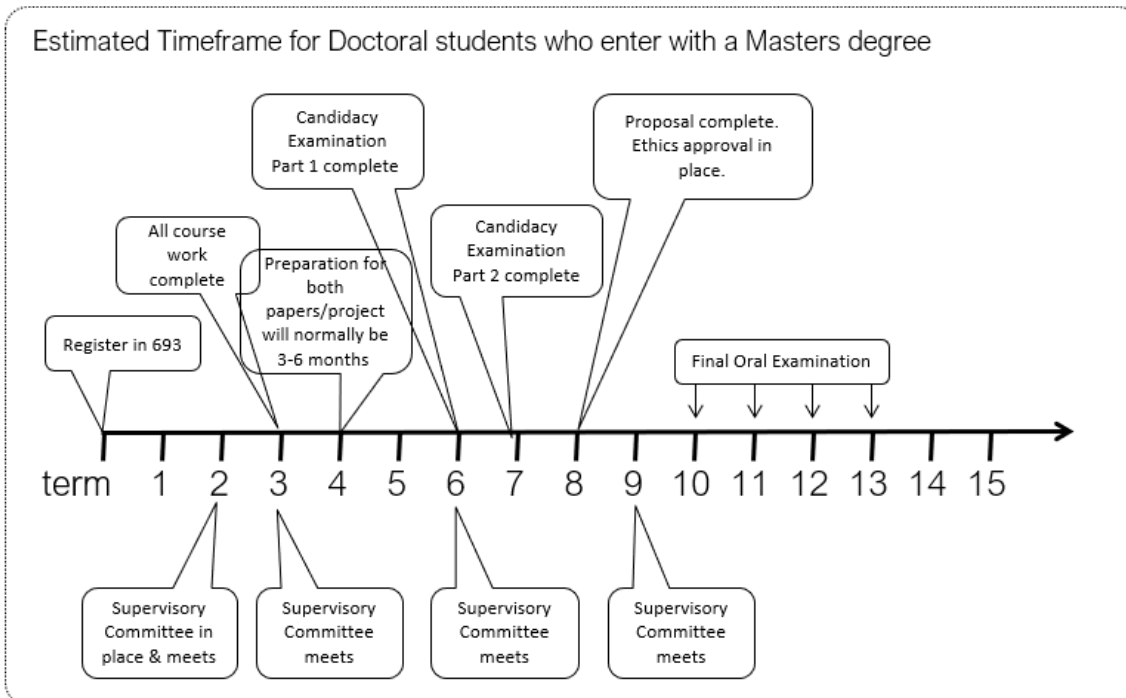 Estimated Timeframe for Doctoral students who enter with a Masters degree
Candidacy
Examination
Part 1 complete
Proposal complete.
Ethics approval in
place.
All course
work
complete
Preparation for
both
papers/project
will normally be
3-6 months
Candidacy
Examination
Part 2 complete
Register in 693
Final Oral Examination
term 1 2 3 4 5 6 7 8 9 10 11 12 13 14 15
Supervisory
Committee in
place & meets
Supervisory
Committee
meets
Supervisory
Committee
meets
Supervisory
Committee
meets